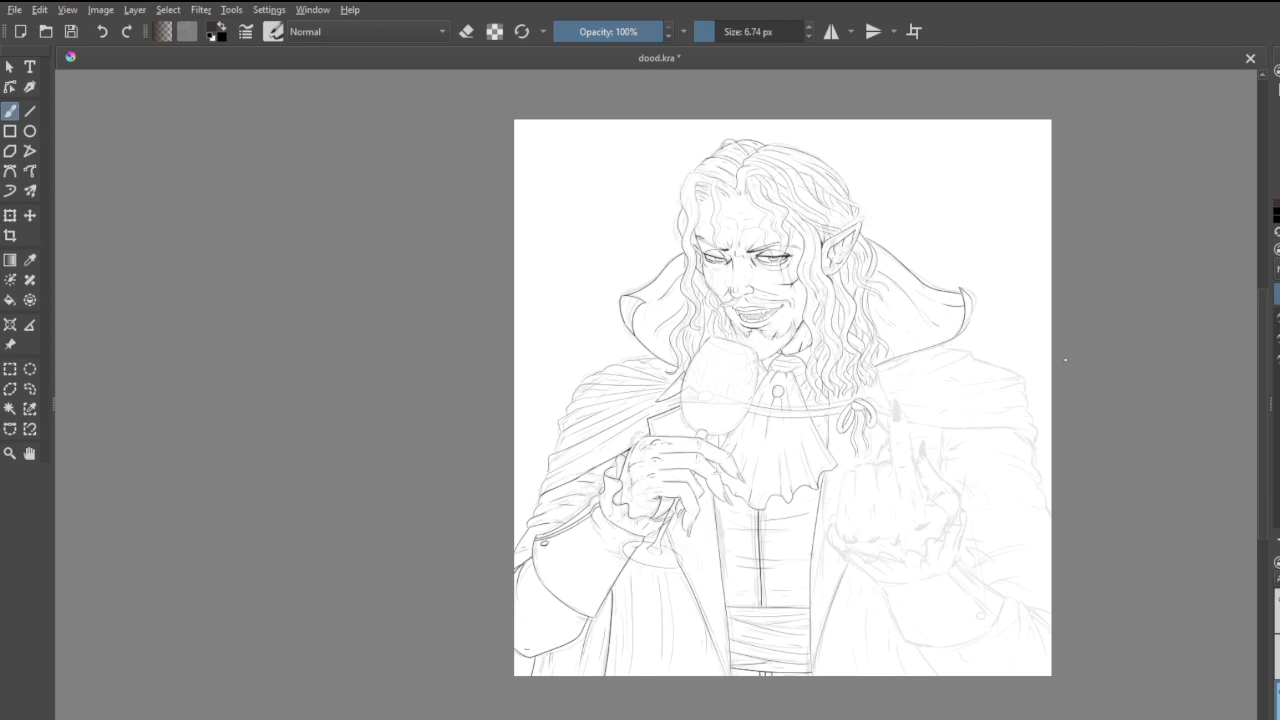 File Edit View Image Layer Select Filter Tools Settings Window Help
Normal Opacity: 100% Size: 6.74 px
dood.kra *